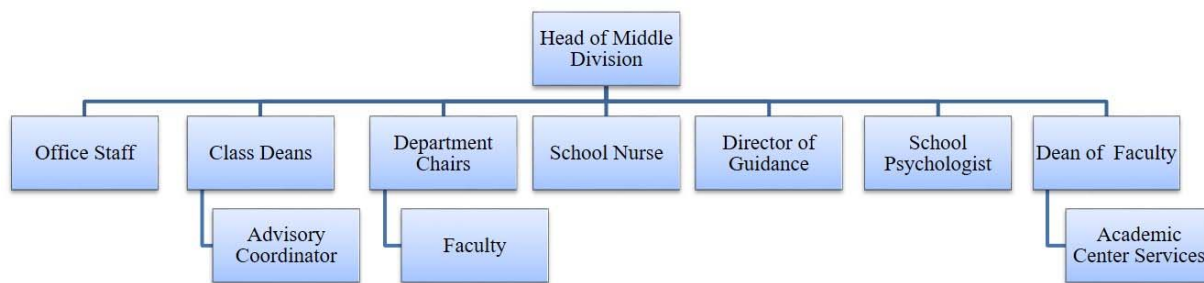 Head of Middle
Division
Office Staff
Class Deans
Department
Chairs
School Nurse
Director of
Guidance
School
Psychologist
Dean of Faculty
Advisory
Coordinator
Faculty
Academic
Center Services